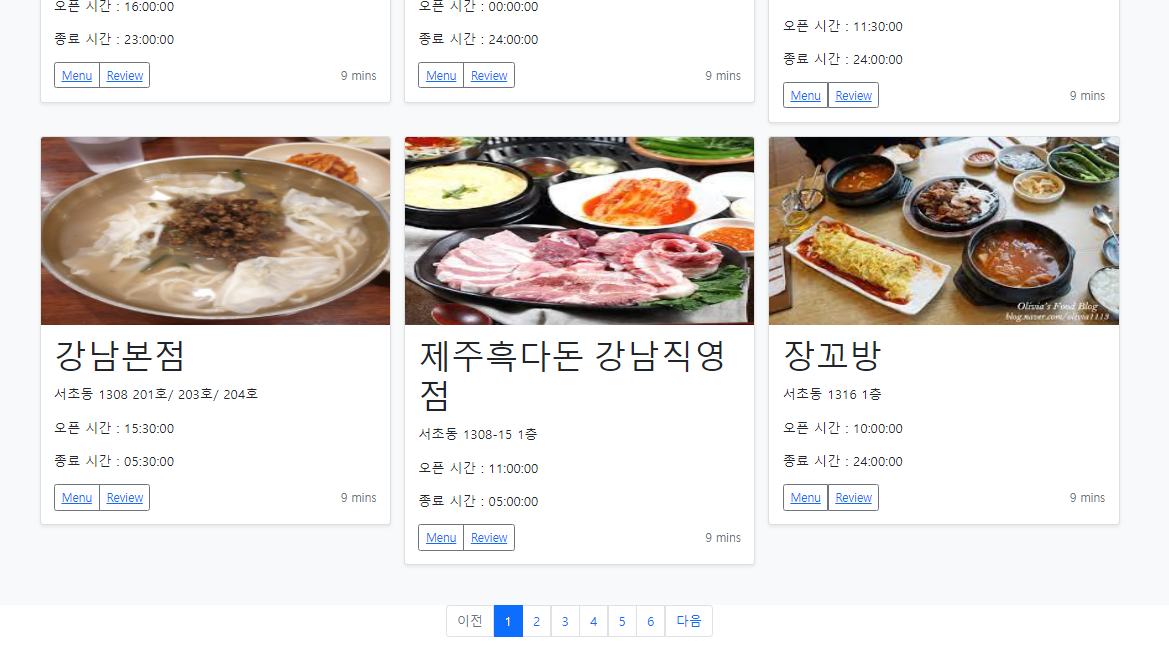 오픈 시간 : 16:00:00
종료 시간 : 23:00:00
Menu Review 9 mins
오픈 시간 : 00:00:00
종료 시간 : 24:00:00
Menu Review 9 mins
오픈 시간 : 11:30:00
종료 시간 : 24:00:00
Menu Review 9 mins
강남본점
서초동 1308 201호/ 203호/ 204호
오픈 시간 : 15:30:00
종료 시간 : 05:30:00
Menu Review 9 mins
제주흑다돈 강남직영
점
서초동 1308-15 1층
오픈 시간 : 11:00:00
종료 시간 : 05:00:00
Menu Review 9 mins
Olivia's Food Blog
blog.naver.com/olivia1113
장꼬방
서초동 1316 1층
오픈 시간 : 10:00:00
종료 시간 : 24:00:00
Menu Review 9 mins
이전 1 2 3 4 5 6 다음